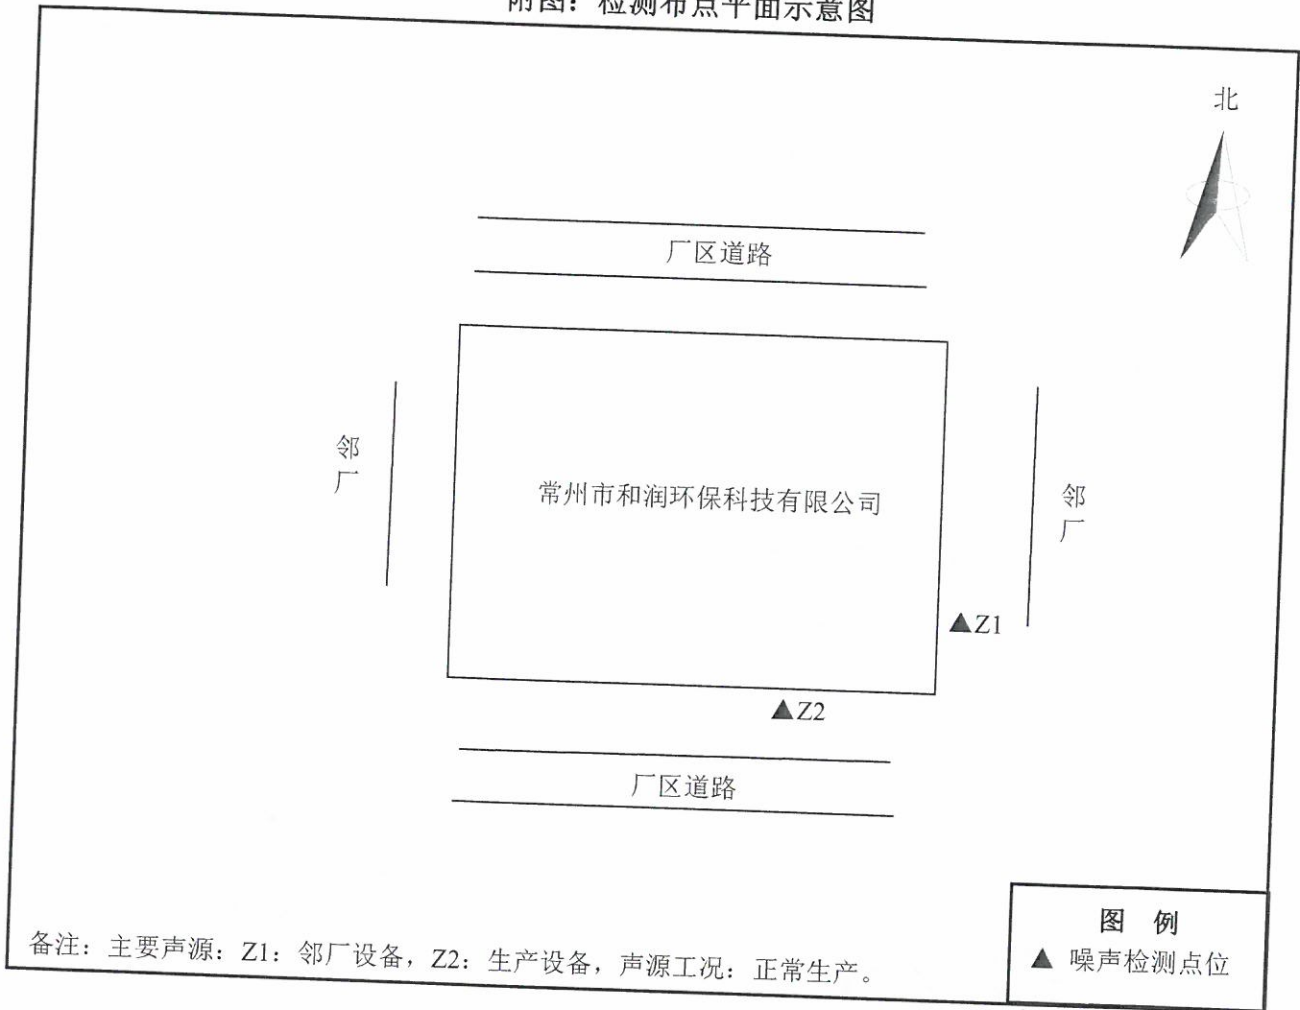 附图：检测布点平面示意图
北
厂区道路
邻厂
常州市和润环保科技有限公司
邻厂
▲Z1
▲Z2
厂区道路
图 例
▲ 噪声检测点位
备注：主要声源：Z1：邻厂设备，Z2：生产设备，声源工况：正常生产。